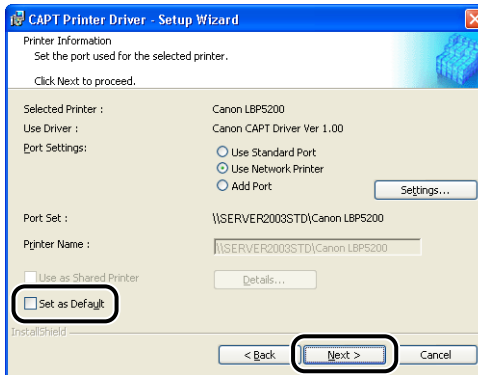 CAPT Printer Driver - Setup Wizard
Printer Information
Set the port used for the selected printer.
Click Next to proceed.
Selected Printer : Canon LBP5200
Use Driver : Canon CAPT Driver Ver 1.00
Port Settings: Use Standard Port
Use Network Printer
Add Port Settings...
Port Set : \\SERVER2003STD\Canon LBP5200
Printer Name : \\SERVER2003STD\Canon LBP5200
Use as Shared Printer Details...
Set as Default
InstallShield
< Back Next > Cancel